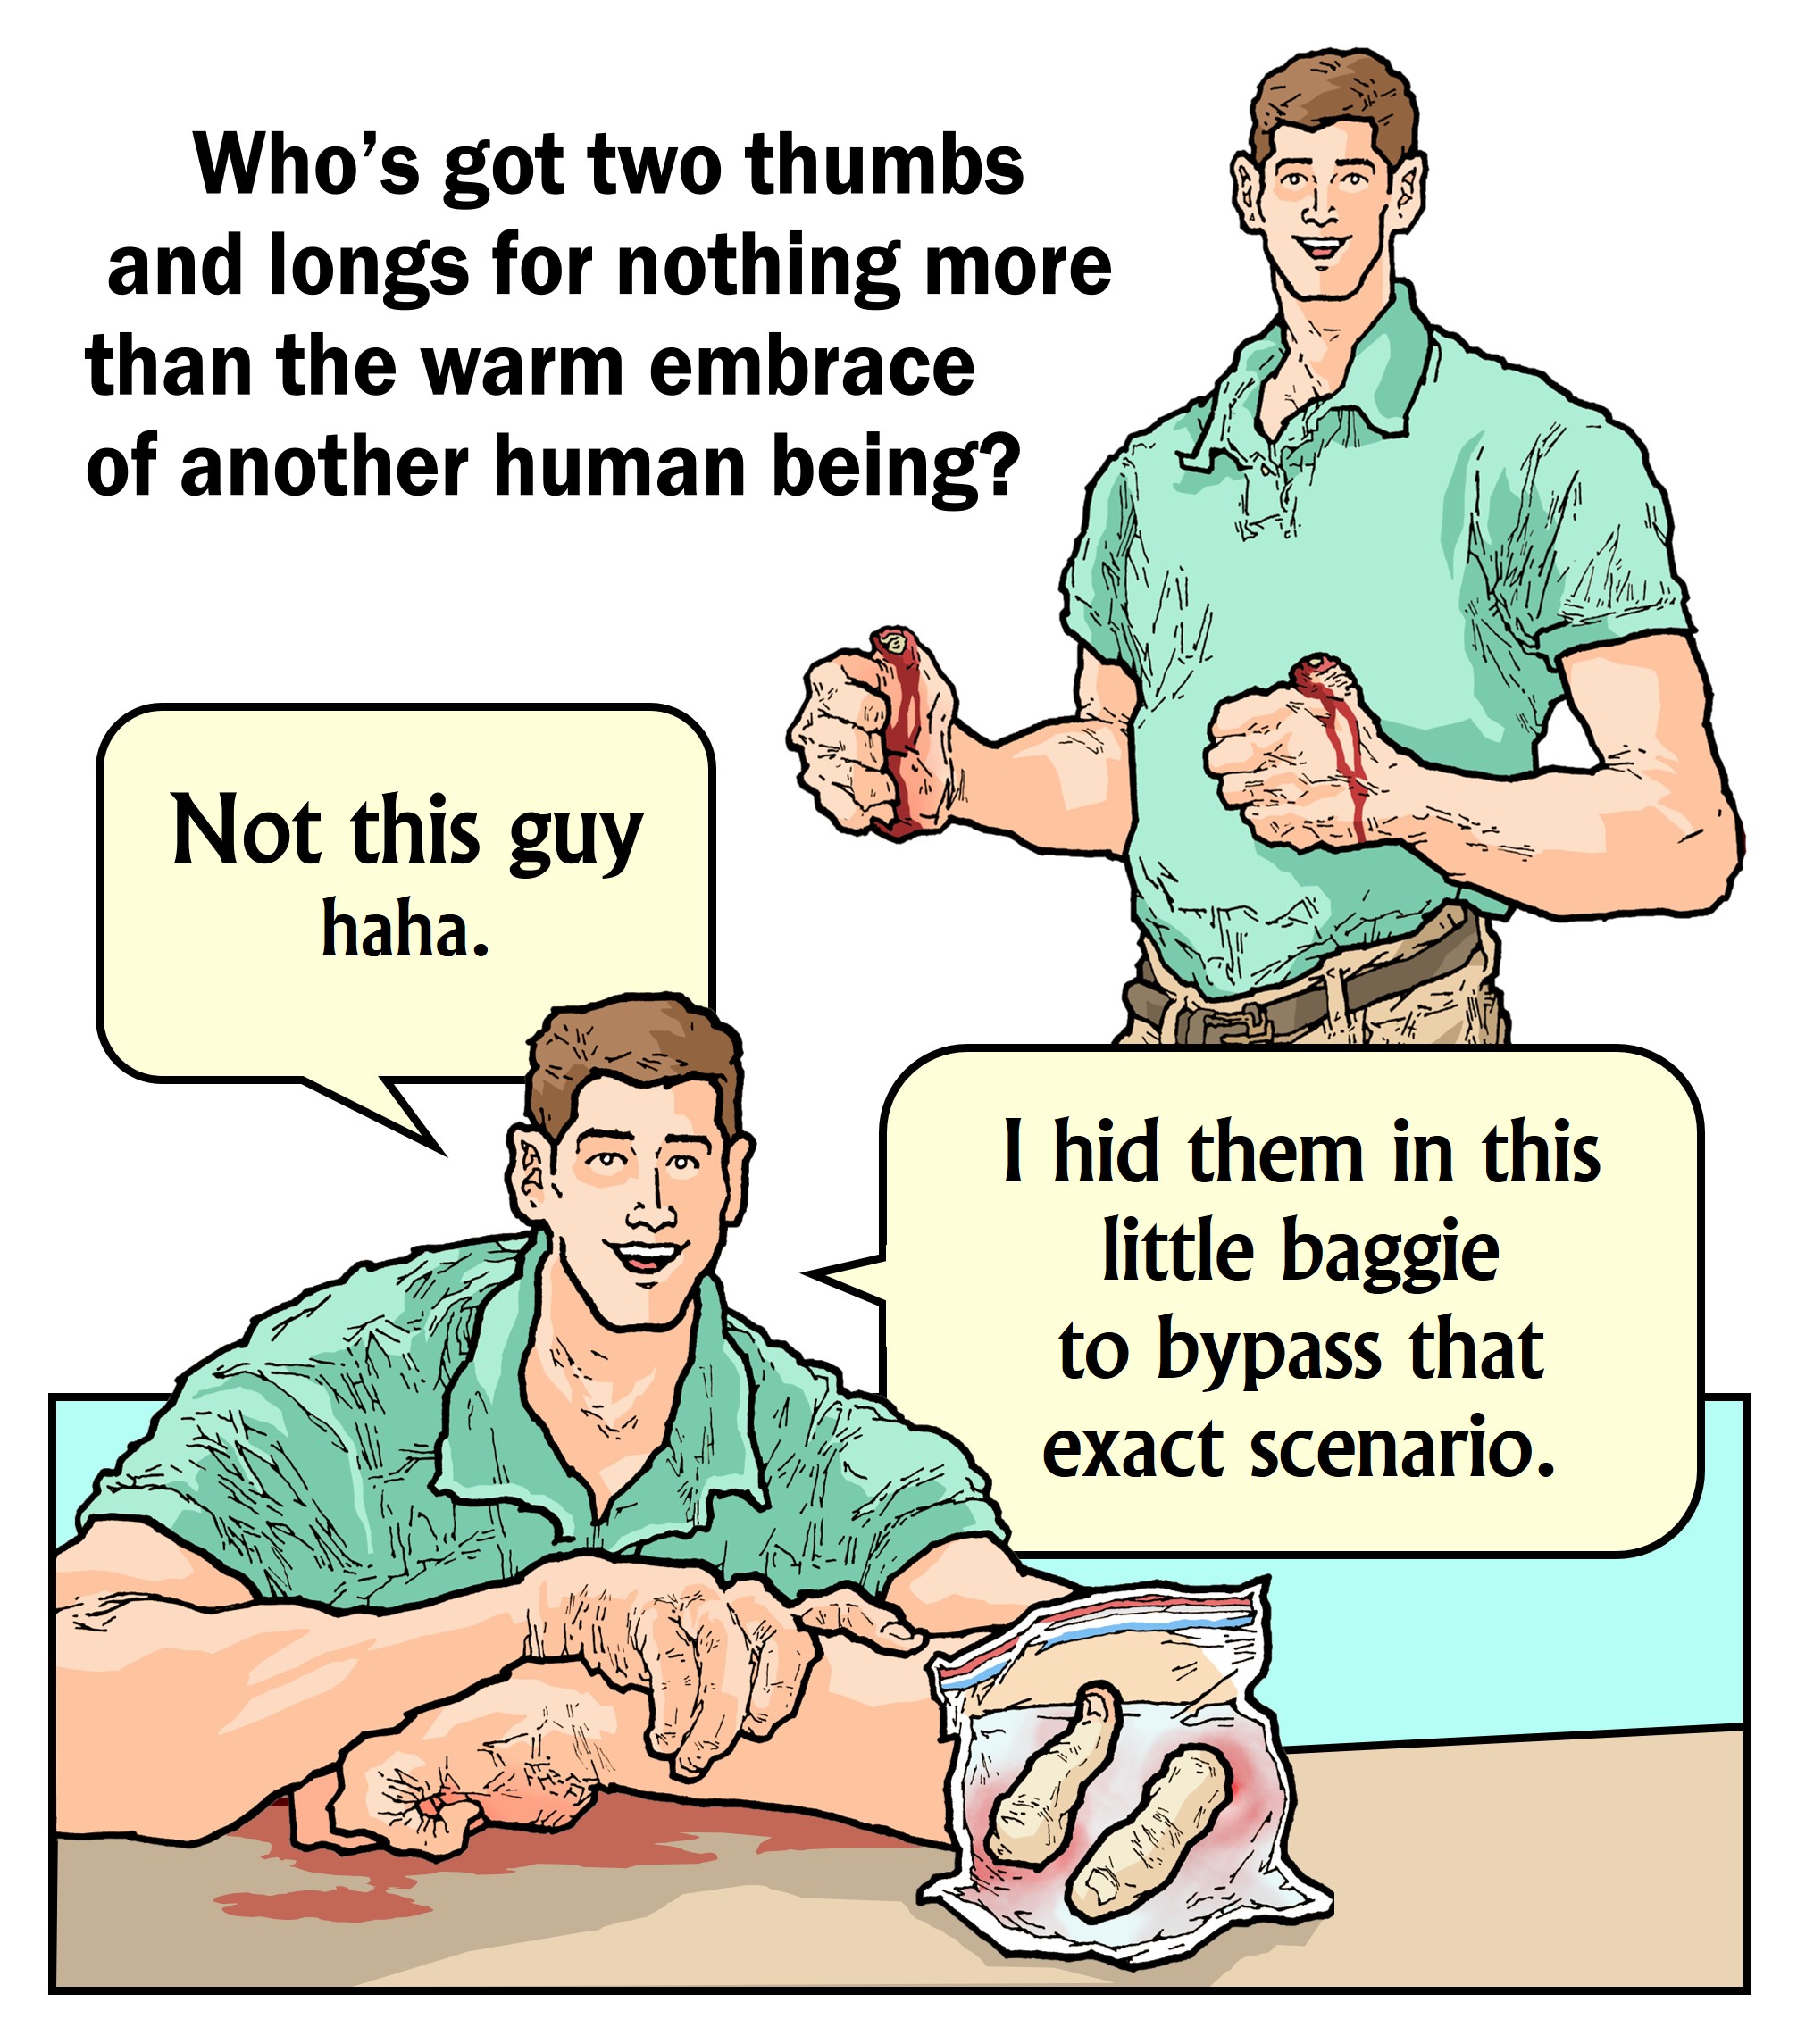 Who’s got two thumbs
and longs for nothing more
than the warm embrace
of another human being?
Not this guy
haha.
I hid them in this
little baggie
to bypass that
exact scenario.